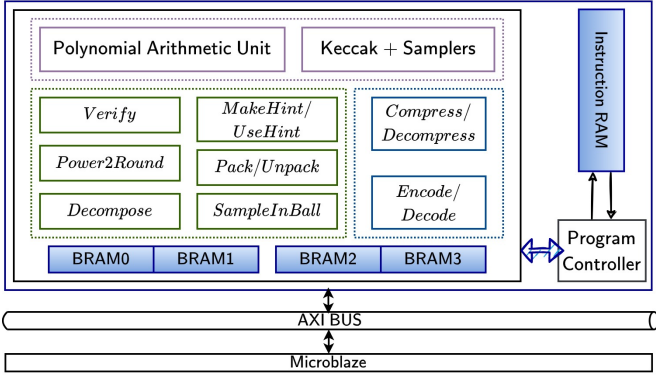 Polynomial Arithmetic Unit
Keccak + Samplers
Verify
MakeHint/
UseHint
Power2Round
Pack/Unpack
Decompose
SampleInBall
Compress/
Decompress
Encode/
Decode
BRAM0
BRAM1
BRAM2
BRAM3
Instruction RAM
Program
Controller
AXI BUS
Microblaze